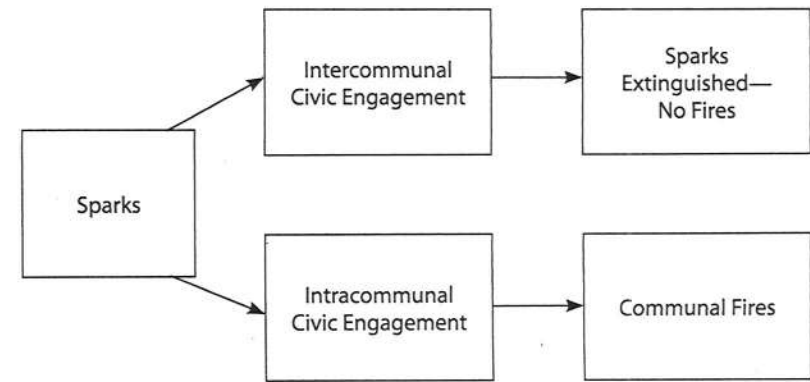 Intercommunal
Civic Engagement
Sparks
Extinguished—
No Fires
Sparks
Intracommunal
Civic Engagement
Communal Fires